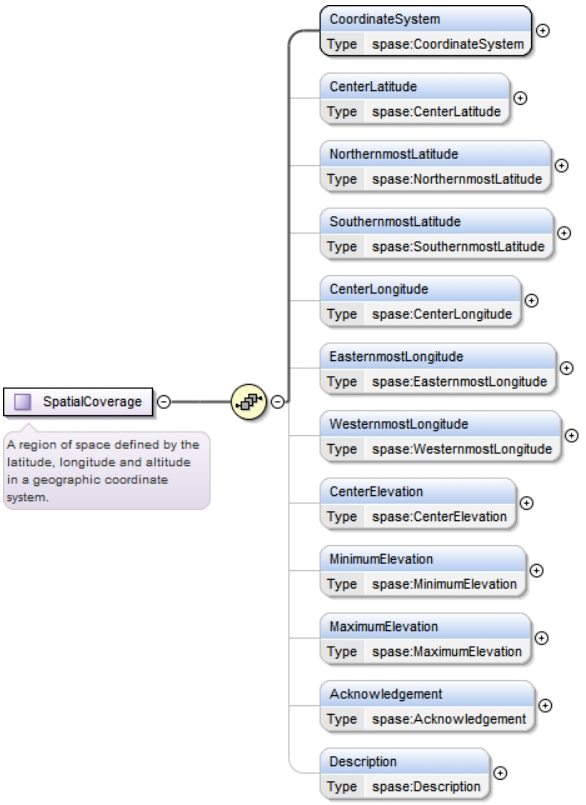 CoordinateSystem
Type spase:CoordinateSystem
CenterLatitude
Type spase:CenterLatitude
NorthernmostLatitude
Type spase:NorthernmostLatitude
SouthernmostLatitude
Type spase:SouthernmostLatitude
CenterLongitude
Type spase:CenterLongitude
EasternmostLongitude
Type spase:EasternmostLongitude
SpatialCoverage
A region of space defined by the
latitude, longitude and altitude
in a geographic coordinate
system.
WesternmostLongitude
Type spase:WesternmostLongitude
CenterElevation
Type spase:CenterElevation
MinimumElevation
Type spase:MinimumElevation
MaximumElevation
Type spase:MaximumElevation
Acknowledgement
Type spase:Acknowledgement
Description
Type spase:Description